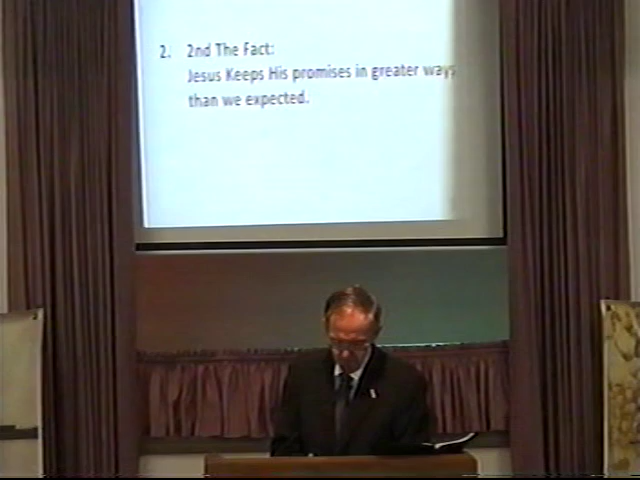 2. 2nd The Fact:
Jesus Keeps His promises in greater ways
than we expected.